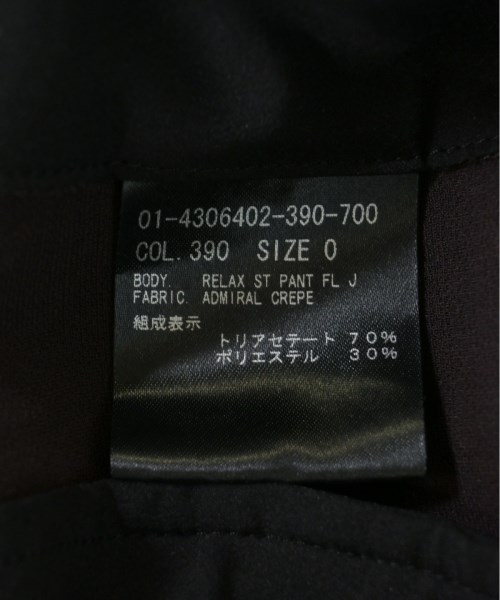 01-4306402-390-700
COL. 390 SIZE 0
BODY. RELAX ST PANT FL J
FABRIC. ADMIRAL CREPE
組成表示
トリアセテート 70%
ポリエステル 30%